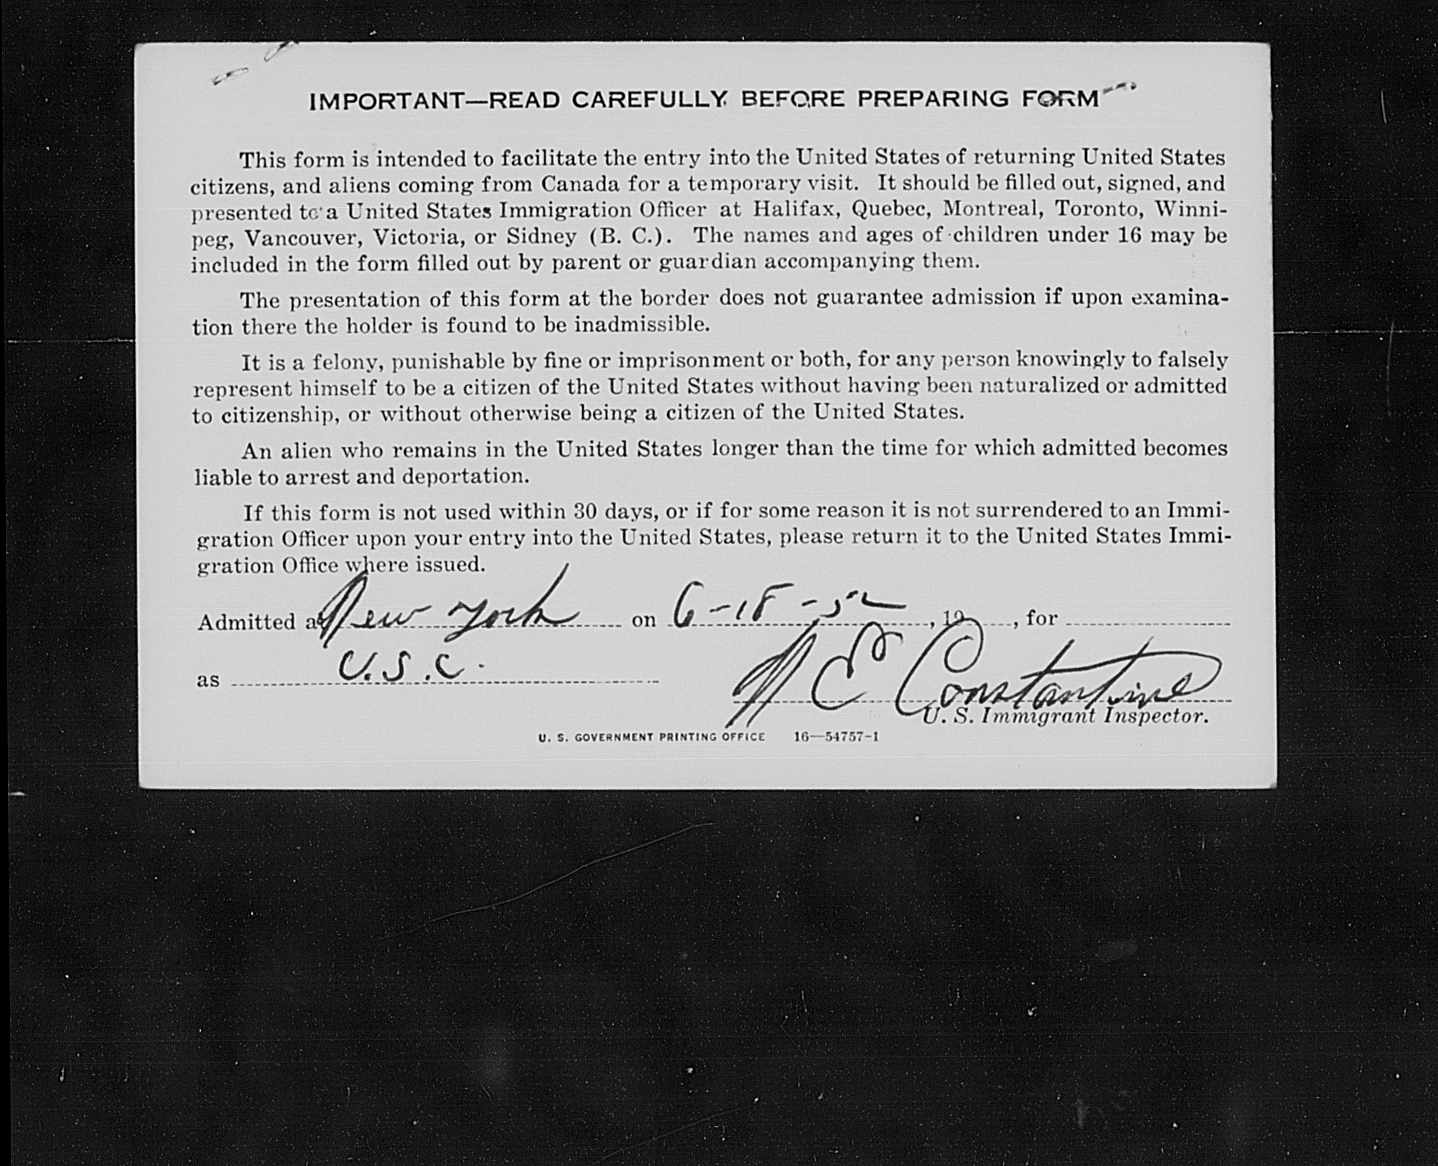 IMPORTANT—READ CAREFULLY BEFORE PREPARING FORM
This form is intended to facilitate the entry into the United States of returning United States
citizens, and aliens coming from Canada for a temporary visit. It should be filled out, signed, and
presented to a United States Immigration Officer at Halifax, Quebec, Montreal, Toronto, Winni-
peg, Vancouver, Victoria, or Sidney (B. C.). The names and ages of children under 16 may be
included in the form filled out by parent or guardian accompanying them.
The presentation of this form at the border does not guarantee admission if upon examina-
tion there the holder is found to be inadmissible.
It is a felony, punishable by fine or imprisonment or both, for any person knowingly to falsely
represent himself to be a citizen of the United States without having been naturalized or admitted
to citizenship, or without otherwise being a citizen of the United States.
An alien who remains in the United States longer than the time for which admitted becomes
liable to arrest and deportation.
If this form is not used within 30 days, or if for some reason it is not surrendered to an Immi-
gration Officer upon your entry into the United States, please return it to the United States Immi-
gration Office where issued.
Admitted at New York on 6-18-52, 19, for
as U.S.C. N E Constantine
U. S. Immigrant Inspector.
U. S. GOVERNMENT PRINTING OFFICE 16—54757-1